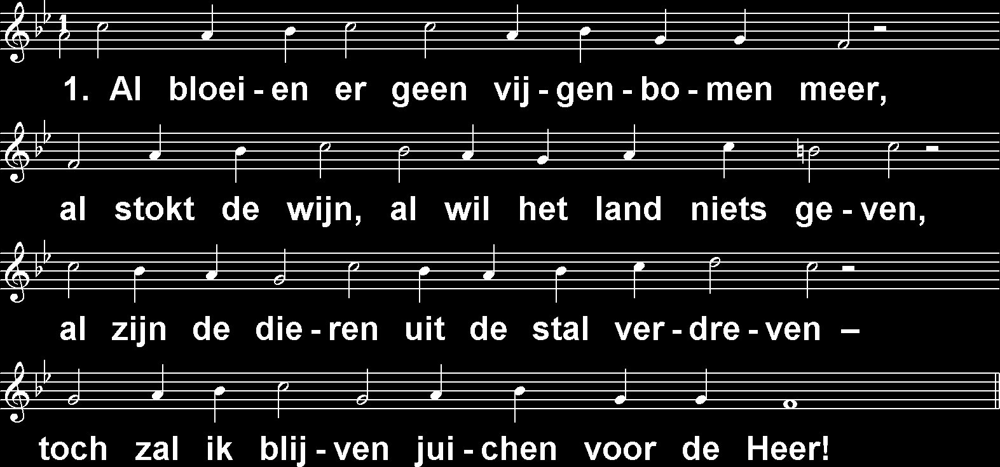 1. Al bloei - en er geen vij - gen - bo - men meer,
al stokt de wijn, al wil het land niets ge - ven,
al zijn de die - ren uit de stal ver - dre - ven –
toch zal ik blij - ven jui - chen voor de Heer!